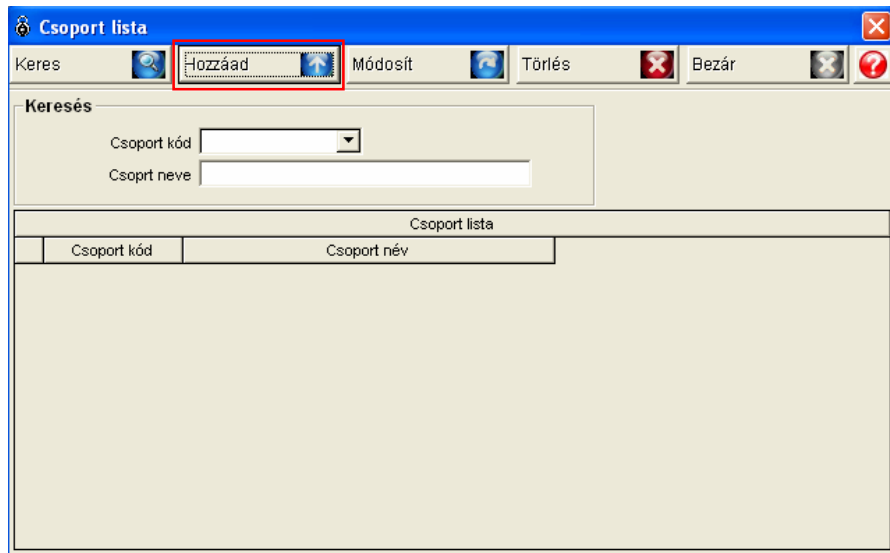 Csoport lista
Keres Hozzáad Módosít Törlés Bezár ?
Keresés
Csoport kód
Csoprt neve
Csoport lista
Csoport kód Csoport név